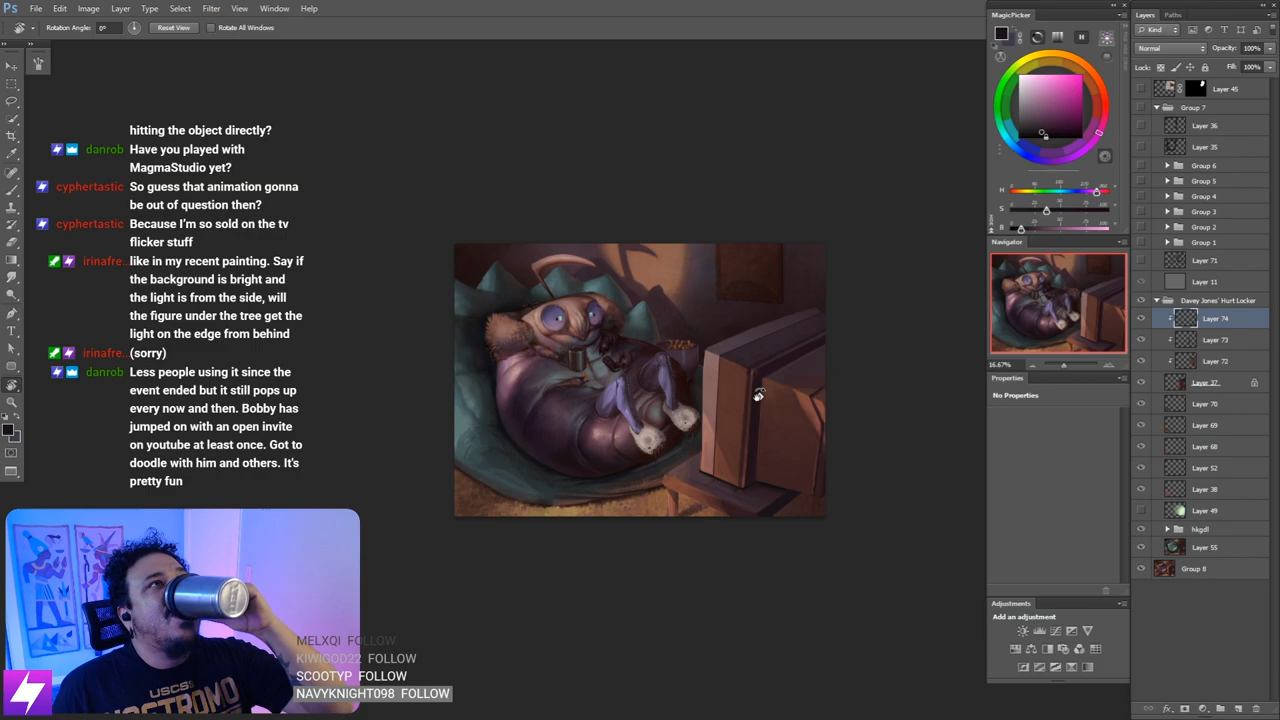 Ps File Edit Image Layer Type Select Filter View Window Help
Rotation Angle: 0° Reset View Rotate All Windows
hitting the object directly?
danrob Have you played with
MagmaStudio yet?
cyphertastic So guess that animation gonna
be out of question then?
cyphertastic Because I'm so sold on the tv
flicker stuff
irinafre... like in my recent painting. Say if
the background is bright and
the light is from the side, will
the figure under the tree get the
light on the edge from behind
irinafre... (sorry)
danrob Less people using it since the
event ended but it still pops up
every now and then. Bobby has
jumped on with an open invite
on youtube at least once. Got to
doodle with him and others. It's
pretty fun
MELXQI FOLLOW
KIWIGOD22 FOLLOW
SCOOTYP FOLLOW
NAVYKNIGHT098 FOLLOW
USCSS
NOSTROMO
MagicPicker
H
H
S
B
Navigator
16.67%
Properties
No Properties
Adjustments
Add an adjustment
Layers Paths
Kind
Normal Opacity: 100%
Lock: Fill: 100%
Layer 45
Group 7
Layer 36
Layer 35
Group 6
Group 5
Group 4
Group 3
Group 2
Group 1
Layer 71
Layer 11
Davey Jones' Hurt Locker
Layer 74
Layer 73
Layer 72
Layer 37
Layer 70
Layer 69
Layer 68
Layer 52
Layer 38
Layer 49
hkgdl
Layer 55
Group 8
fx